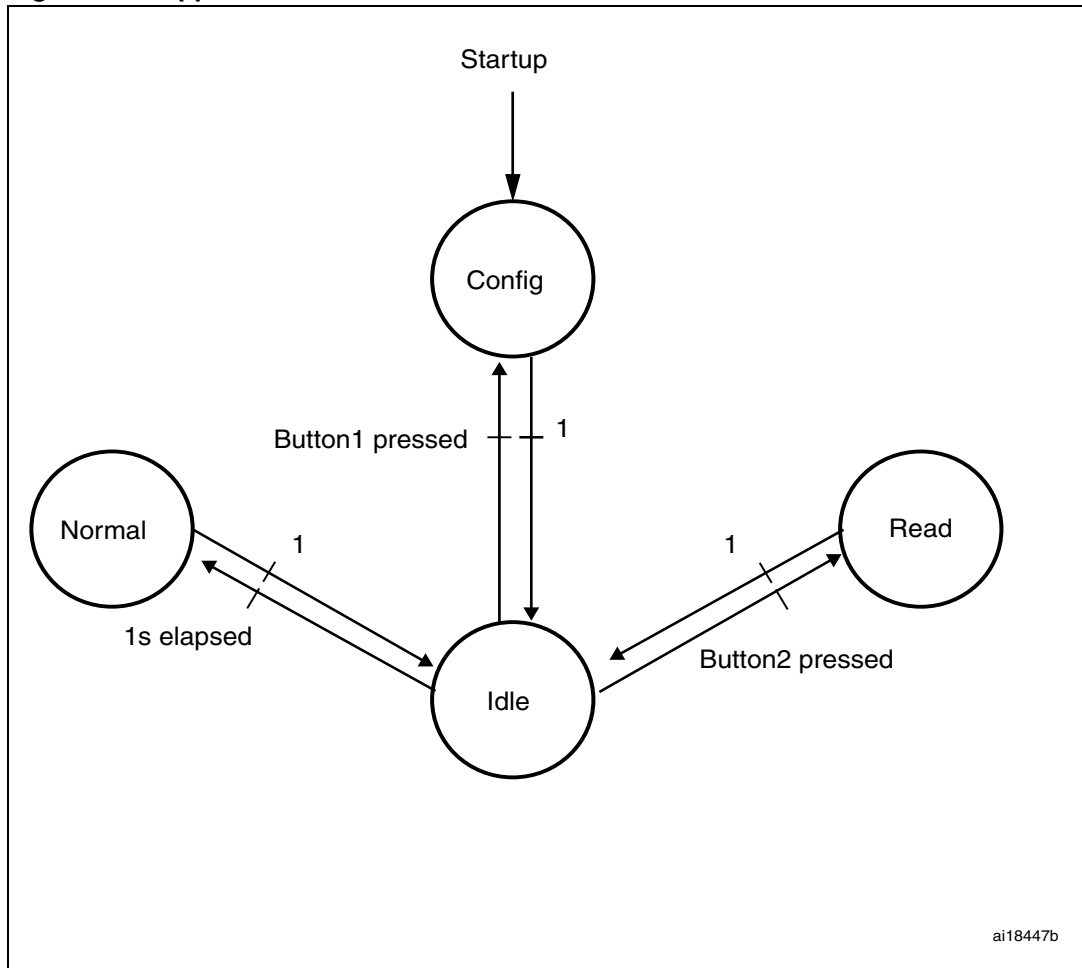 Startup
Config
Button1 pressed
1
Normal
1
1s elapsed
1
Read
Button2 pressed
Idle
ai18447b